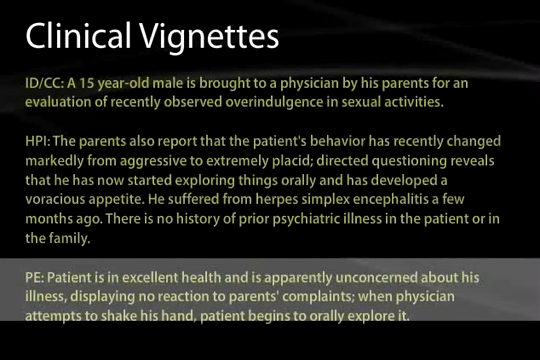 Clinical Vignettes
ID/CC: A 15 year-old male is brought to a physician by his parents for an
evaluation of recently observed overindulgence in sexual activities.
HPI: The parents also report that the patient's behavior has recently changed
markedly from aggressive to extremely placid; directed questioning reveals
that he has now started exploring things orally and has developed a
voracious appetite. He suffered from herpes simplex encephalitis a few
months ago. There is no history of prior psychiatric illness in the patient or in
the family.
PE: Patient is in excellent health and is apparently unconcerned about his
illness, displaying no reaction to parents' complaints; when physician
attempts to shake his hand, patient begins to orally explore it.